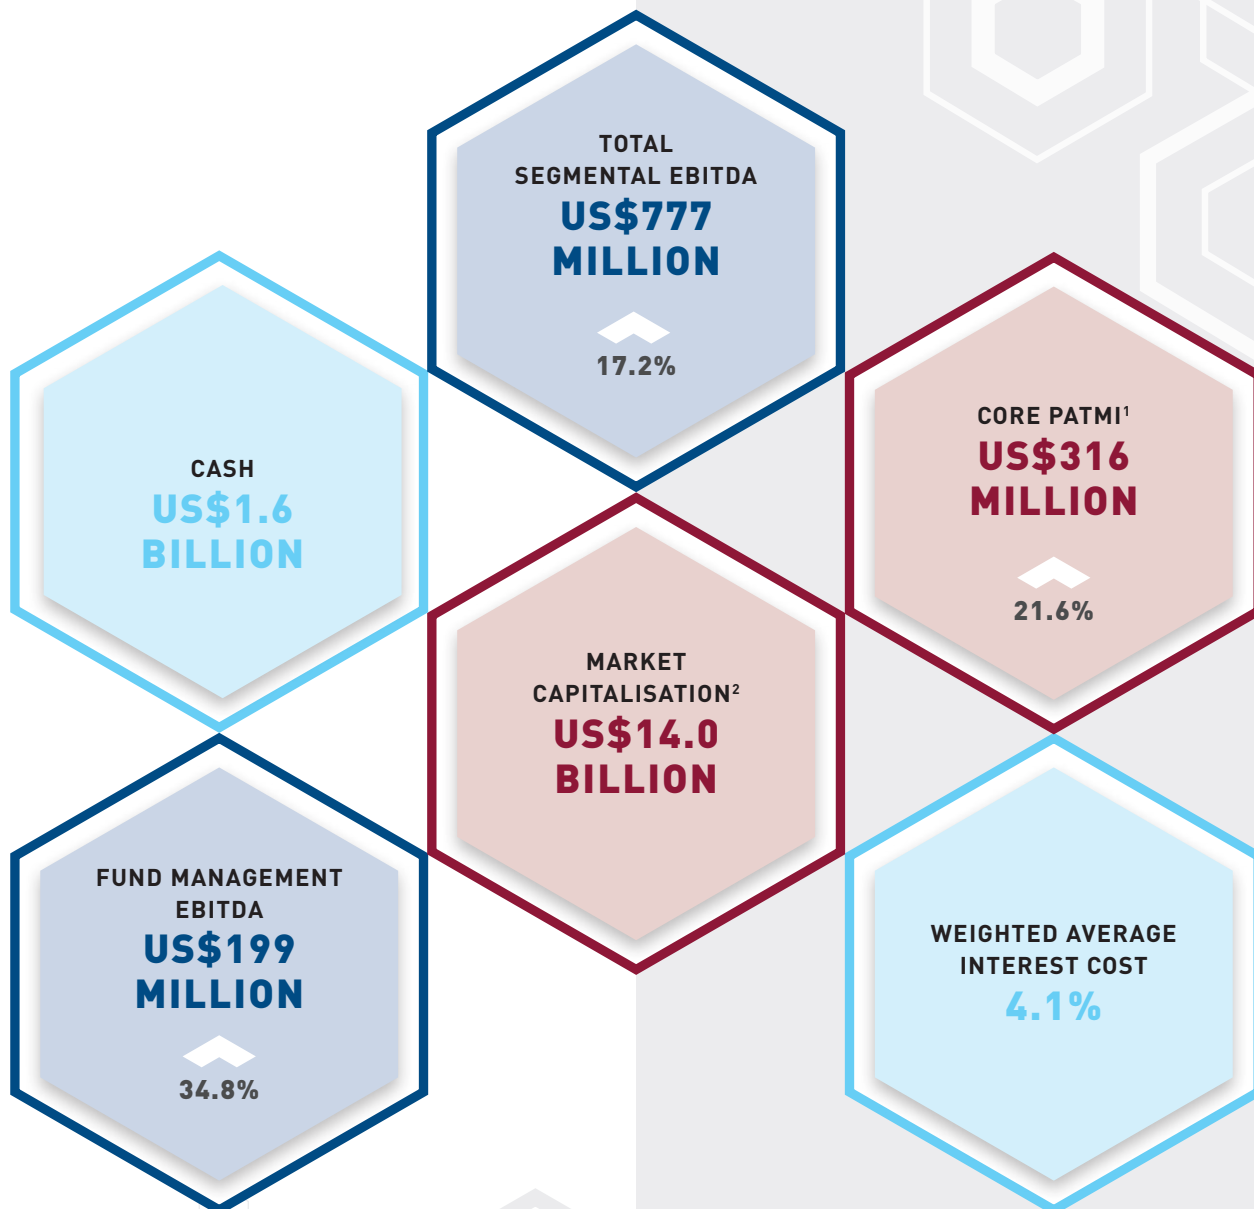 TOTAL
SEGMENTAL EBITDA
US$777
MILLION
17.2%
CASH
US$1.6
BILLION
CORE PATMI¹
US$316
MILLION
21.6%
MARKET
CAPITALISATION²
US$14.0
BILLION
FUND MANAGEMENT
EBITDA
US$199
MILLION
34.8%
WEIGHTED AVERAGE
INTEREST COST
4.1%